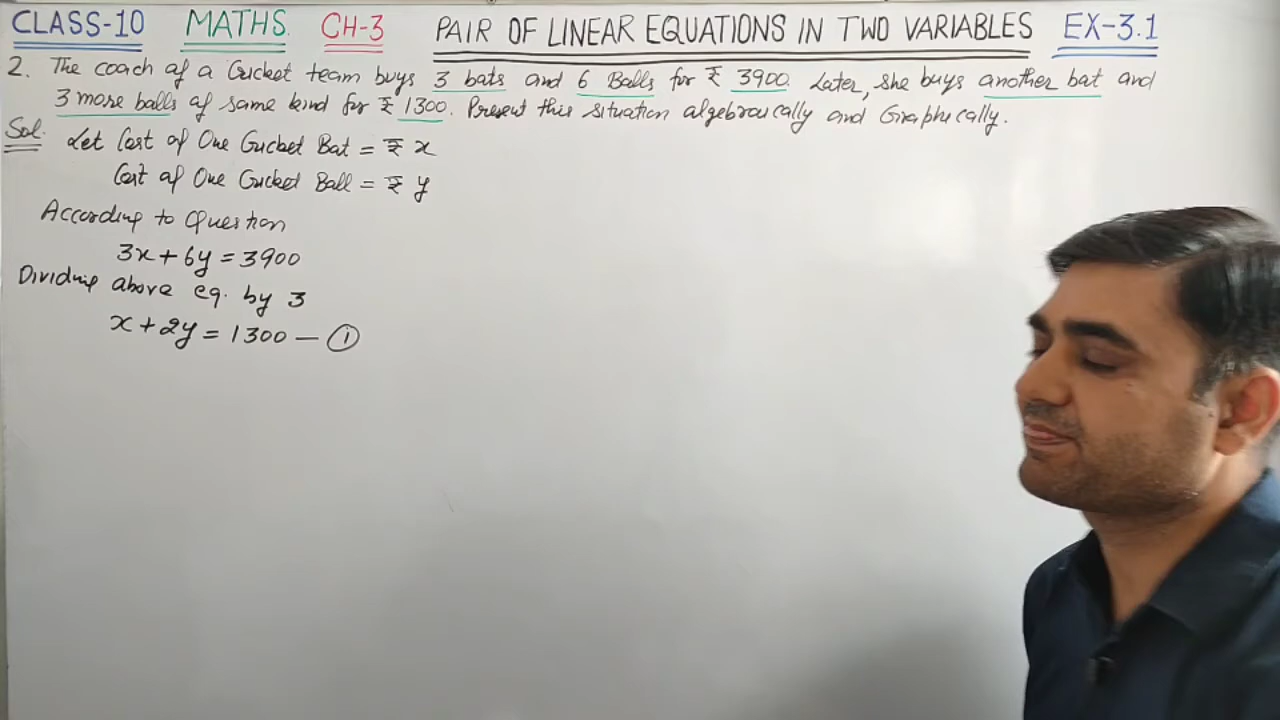 CLASS-10 MATHS CH-3 PAIR OF LINEAR EQUATIONS IN TWO VARIABLES EX-3.1
2. The coach of a Cricket team buys 3 bats and 6 Balls for ₹ 3900. Later, she buys another bat and
3 more balls of same kind for ₹ 1300. Present this situation algebraically and Graphically.
Sol. Let Cost of One Cricket Bat = ₹ x
Cost of One Cricket Ball = ₹ y
According to Question
3x + 6y = 3900
Dividing above eq. by 3
x + 2y = 1300 — ①